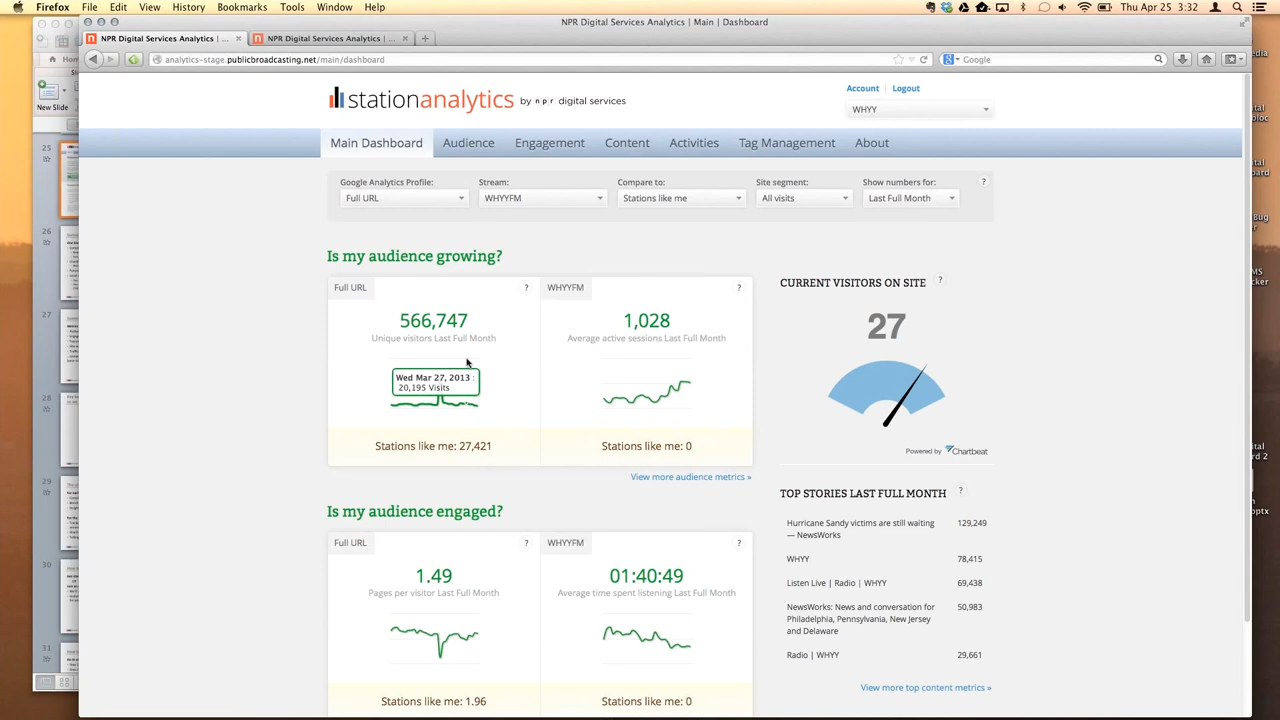 Firefox File Edit View History Bookmarks Tools Window Help
Thu Apr 25 3:32
NPR Digital Services Analytics | Main | Dashboard
NPR Digital Services Analytics | ...
NPR Digital Services Analytics | ...
analytics-stage.publicbroadcasting.net/main/dashboard
Google
New Slide
25
26
27
28
29
30
31
stationanalytics by npr digital services
Account Logout
WHYY
Main Dashboard Audience Engagement Content Activities Tag Management About
Google Analytics Profile: Stream: Compare to: Site segment: Show numbers for: ?
Full URL WHYYFM Stations like me All visits Last Full Month
Is my audience growing?
Full URL ? WHYYFM ?
566,747
Unique visitors Last Full Month
Wed Mar 27, 2013 :
20,195 Visits
Stations like me: 27,421
1,028
Average active sessions Last Full Month
Stations like me: 0
View more audience metrics »
CURRENT VISITORS ON SITE ?
27
Powered by Chartbeat
Is my audience engaged?
Full URL ? WHYYFM ?
1.49
Pages per visitor Last Full Month
Stations like me: 1.96
01:40:49
Average time spent listening Last Full Month
Stations like me: 0
TOP STORIES LAST FULL MONTH ?
Hurricane Sandy victims are still waiting 129,249
— NewsWorks
WHYY 78,415
Listen Live | Radio | WHYY 69,438
NewsWorks: News and conversation for 50,983
Philadelphia, Pennsylvania, New Jersey
and Delaware
Radio | WHYY 29,661
View more top content metrics »